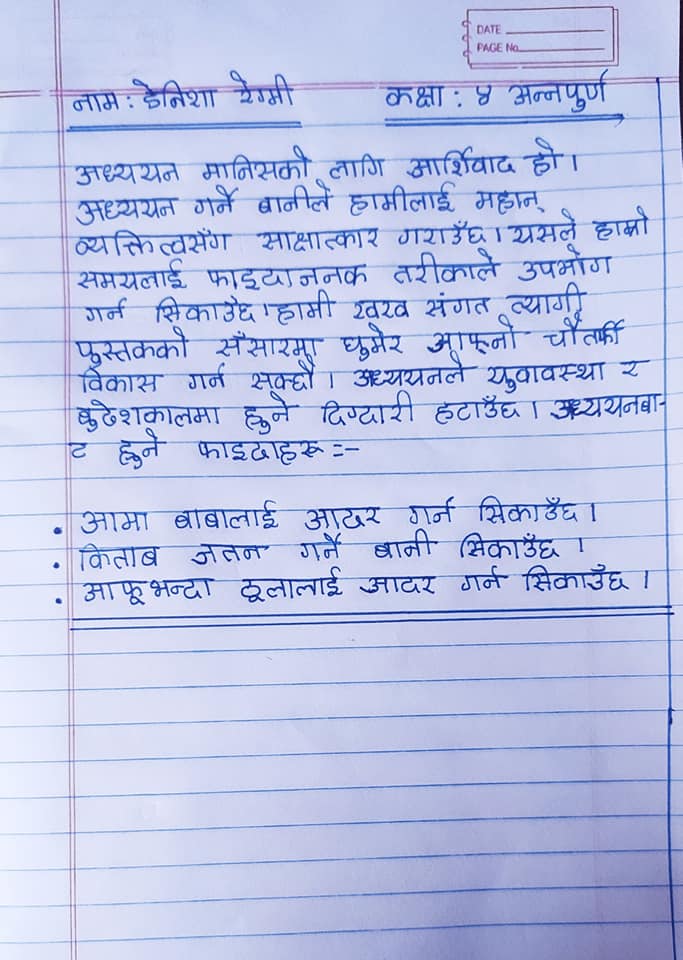 DATE
PAGE No.
नाम : डेनिशा रेग्मी कक्षा : ४ अन्नपुर्ण
अध्ययन मानिसको लागि आर्शिवाद हो ।
अध्ययन गर्ने बानीले हामीलाई महान्
व्यक्तित्वसँग साक्षात्कार गराउँछ । यसले हाम्रो
समयलाई फाइदाजनक तरीकाले उपभोग
गर्न सिकाउँछ । हामी खरब संगत त्यागी
पुस्तकको सँसारमा घुमेर आफ्नो चौतर्फी
विकास गर्न सक्छौ । अध्ययनले युवावस्था र
बुढेशकालमा हुने दिग्दारी हटाउँछ । अध्ययनबा-
ट हुने फाइदाहरू :-
• आमा बाबालाई आदर गर्न सिकाउँछ ।
• किताब जतन गर्ने बानी सिकाउँछ ।
• आफूभन्दा ठूलालाई आदर गर्न सिकाउँछ ।